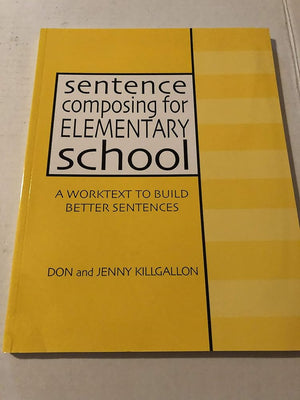 sentence
composing for
ELEMENTARY
school
A WORKTEXT TO BUILD
BETTER SENTENCES
DON and JENNY KILLGALLON